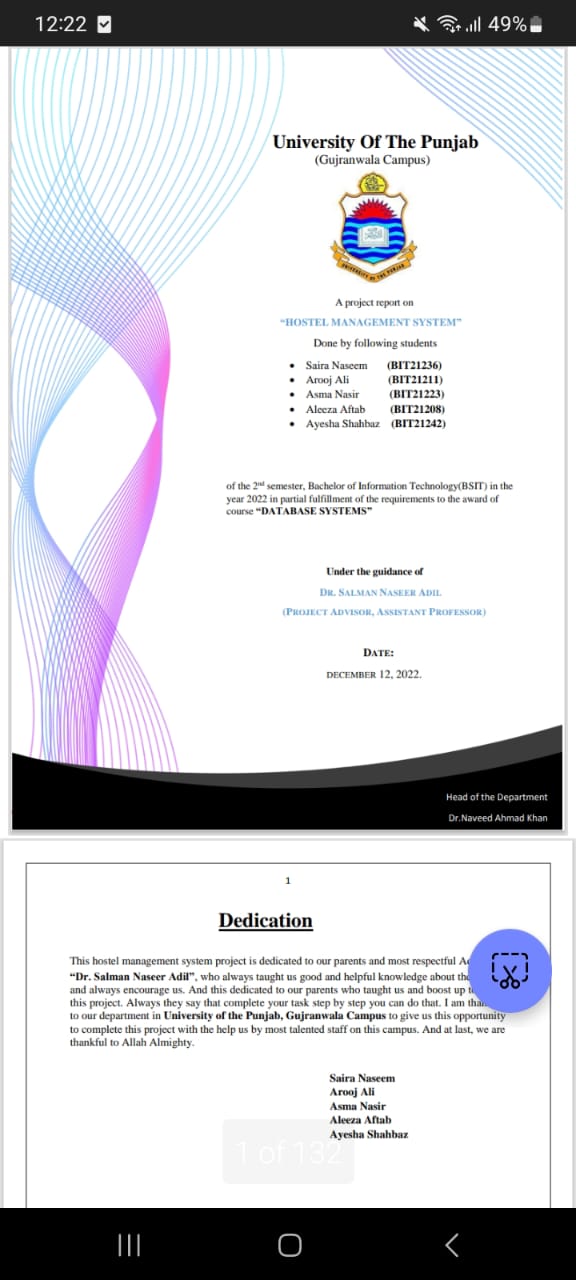 12:22
49%
University Of The Punjab
(Gujranwala Campus)
UNIVERSITY OF THE PUNJAB
A project report on
“HOSTEL MANAGEMENT SYSTEM”
Done by following students
• Saira Naseem (BIT21236)
• Arooj Ali (BIT21211)
• Asma Nasir (BIT21223)
• Aleeza Aftab (BIT21208)
• Ayesha Shahbaz (BIT21242)
of the 2nd semester, Bachelor of Information Technology(BSIT) in the
year 2022 in partial fulfillment of the requirements to the award of
course “DATABASE SYSTEMS”
Under the guidance of
DR. SALMAN NASEER ADIL
(PROJECT ADVISOR, ASSISTANT PROFESSOR)
DATE:
DECEMBER 12, 2022.
Head of the Department
Dr.Naveed Ahmad Khan
1
Dedication
This hostel management system project is dedicated to our parents and most respectful
“Dr. Salman Naseer Adil”, who always taught us good and helpful knowledge about
and always encourage us. And this dedicated to our parents who taught us and boost up
this project. Always they say that complete your task step by step you can do that. I am
to our department in University of the Punjab, Gujranwala Campus to give us this opportunity
to complete this project with the help us by most talented staff on this campus. And at last, we are
thankful to Allah Almighty.
Saira Naseem
Arooj Ali
Asma Nasir
Aleeza Aftab
Ayesha Shahbaz
1 of 132